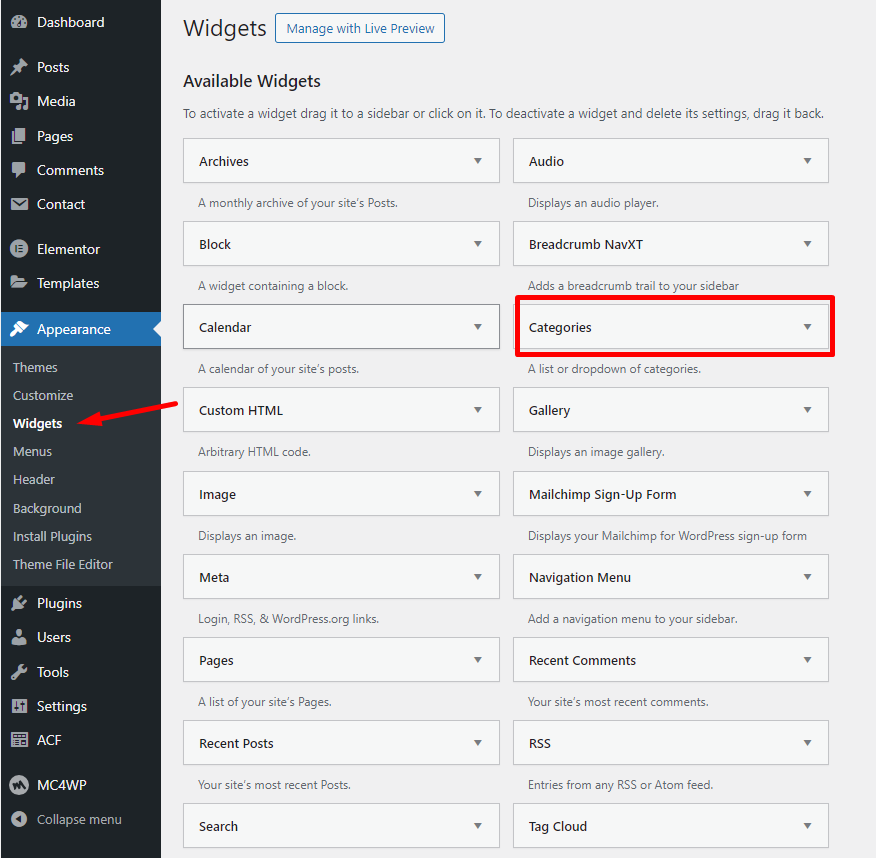 Dashboard
Posts
Media
Pages
Comments
Contact
Elementor
Templates
Appearance
Themes
Customize
Widgets
Menus
Header
Background
Install Plugins
Theme File Editor
Plugins
Users
Tools
Settings
ACF
MC4WP
Collapse menu
Widgets
Manage with Live Preview
Available Widgets
To activate a widget drag it to a sidebar or click on it. To deactivate a widget and delete its settings, drag it back.
Archives
A monthly archive of your site's Posts.
Audio
Displays an audio player.
Block
A widget containing a block.
Breadcrumb NavXT
Adds a breadcrumb trail to your sidebar
Calendar
A calendar of your site's posts.
Categories
A list or dropdown of categories.
Custom HTML
Arbitrary HTML code.
Gallery
Displays an image gallery.
Image
Displays an image.
Mailchimp Sign-Up Form
Displays your Mailchimp for WordPress sign-up form
Meta
Login, RSS, & WordPress.org links.
Navigation Menu
Add a navigation menu to your sidebar.
Pages
A list of your site's Pages.
Recent Comments
Your site's most recent comments.
Recent Posts
Your site's most recent Posts.
RSS
Entries from any RSS or Atom feed.
Search
Tag Cloud